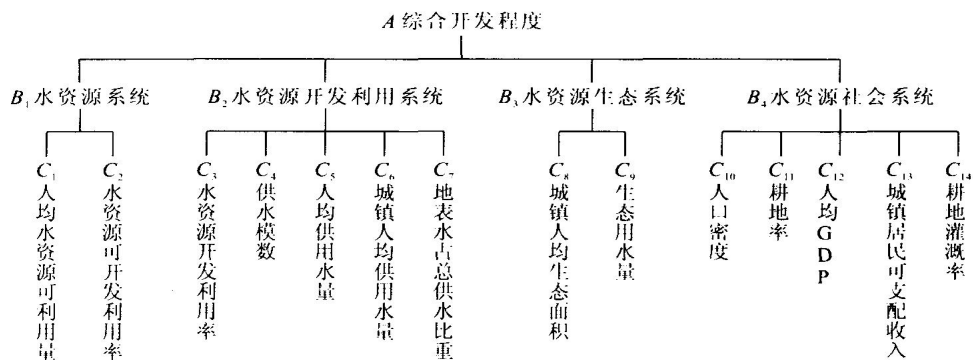 A 综合开发程度
B₁水资源系统
B₂水资源开发利用系统
B₃水资源生态系统
B₄水资源社会系统
C₁人均水资源可利用量
C₂水资源可开发利用率
C₃水资源开发利用率
C₄供水模数
C₅人均供用水量
C₆城镇人均供用水量
C₇地表水占总供水比重
C₈城镇人均生态面积
C₉生态用水量
C₁₀人口密度
C₁₁耕地率
C₁₂人均GDP
C₁₃城镇居民可支配收入
C₁₄耕地灌溉率